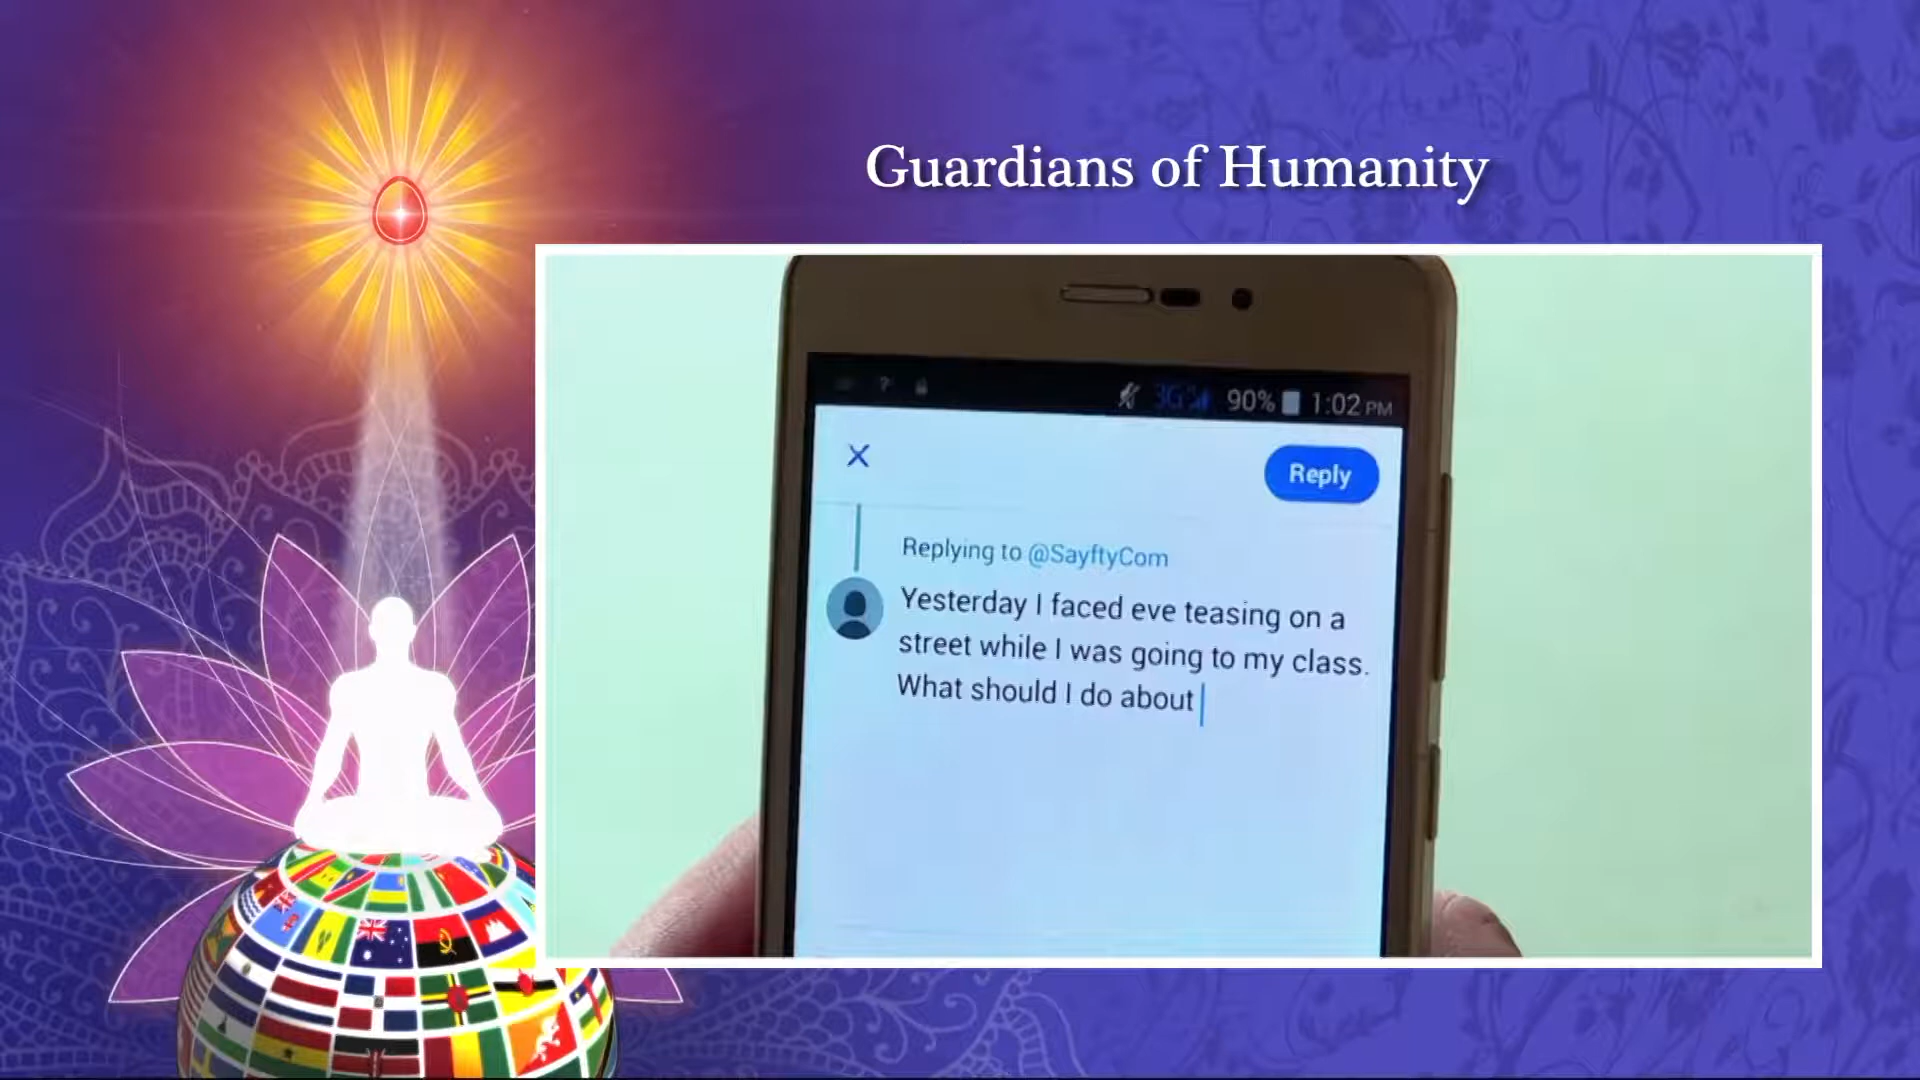 Guardians of Humanity
90% 1:02 PM
Reply
Replying to @SayftyCom
Yesterday I faced eve teasing on a
street while I was going to my class.
What should I do about